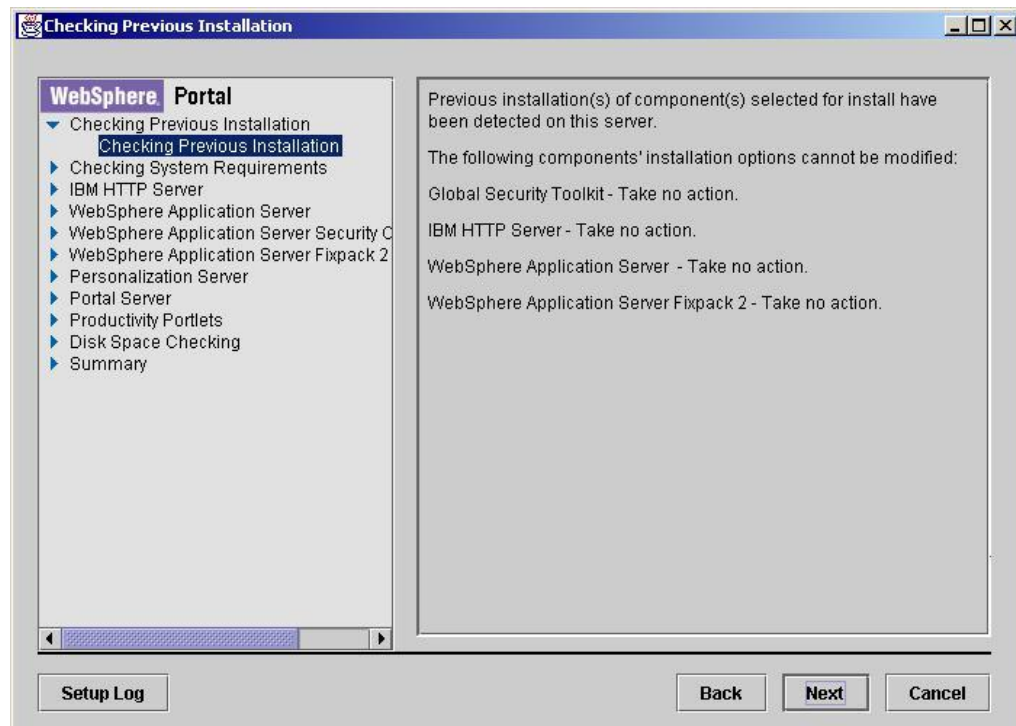 Checking Previous Installation
WebSphere. Portal
Checking Previous Installation
Checking Previous Installation
Checking System Requirements
IBM HTTP Server
WebSphere Application Server
WebSphere Application Server Security C
WebSphere Application Server Fixpack 2
Personalization Server
Portal Server
Productivity Portlets
Disk Space Checking
Summary
Previous installation(s) of component(s) selected for install have
been detected on this server.
The following components' installation options cannot be modified:
Global Security Toolkit - Take no action.
IBM HTTP Server - Take no action.
WebSphere Application Server - Take no action.
WebSphere Application Server Fixpack 2 - Take no action.
Setup Log
Back
Next
Cancel